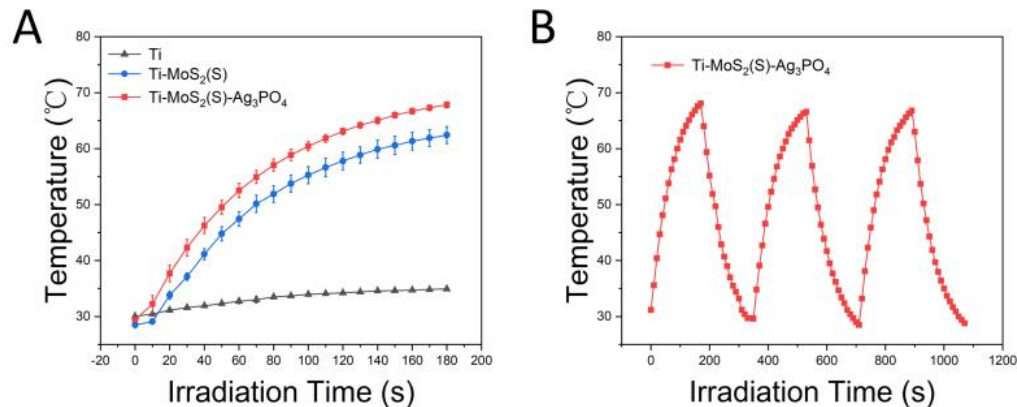 A
Ti
Ti-MoS₂(S)
Ti-MoS₂(S)-Ag₃PO₄
Temperature (℃)
80
70
60
50
40
30
-20 0 20 40 60 80 100 120 140 160 180 200
Irradiation Time (s)
B
Ti-MoS₂(S)-Ag₃PO₄
Temperature (℃)
80
70
60
50
40
30
0 200 400 600 800 1000 1200
Irradiation Time (s)